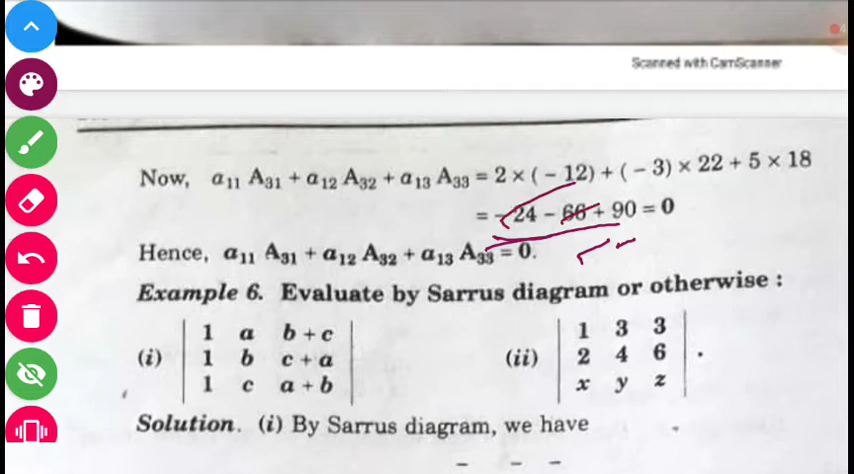 Scanned with CamScanner
Now, a₁₁ A₃₁ + a₁₂ A₃₂ + a₁₃ A₃₃ = 2 × ( – 12) + ( – 3) × 22 + 5 × 18
= – 24 – 66 + 90 = 0
Hence, a₁₁ A₃₁ + a₁₂ A₃₂ + a₁₃ A₃₃ = 0.
Example 6. Evaluate by Sarrus diagram or otherwise :
(i) | 1 a b + c | (ii) | 1 3 3 |
| 1 b c + a | | 2 4 6 | .
| 1 c a + b | | x y z |
Solution. (i) By Sarrus diagram, we have